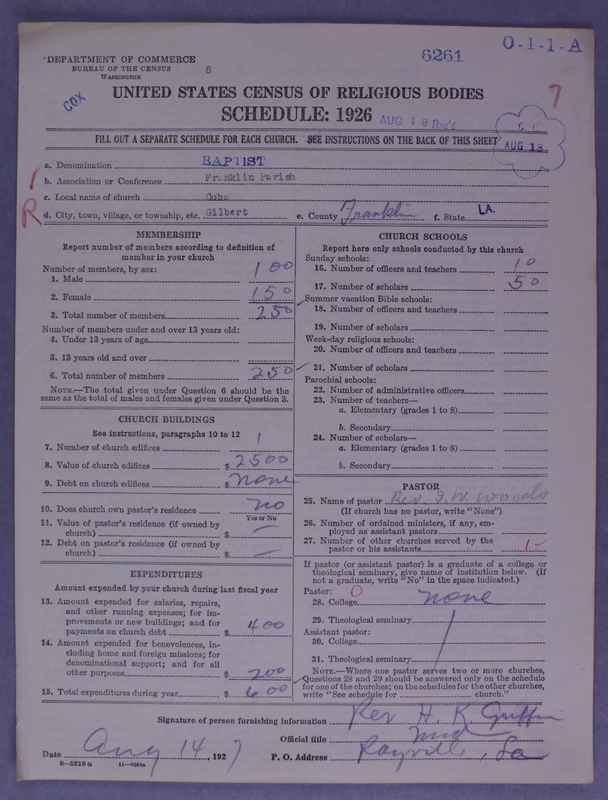 DEPARTMENT OF COMMERCE
BUREAU OF THE CENSUS
WASHINGTON
8
6261
O-1-1-A
COX
UNITED STATES CENSUS OF RELIGIOUS BODIES
7
SCHEDULE: 1926
AUG 18 Rec'd
FILL OUT A SEPARATE SCHEDULE FOR EACH CHURCH. SEE INSTRUCTIONS ON THE BACK OF THIS SHEET
AUG 18
a. Denomination BAPTIST
b. Association or Conference Franklin Parish
c. Local name of church Cuba
R
d. City, town, village, or township, etc. Gilbert e. County Franklin f. State LA.
MEMBERSHIP
Report number of members according to definition of
member in your church
Number of members, by sex:
1. Male 100
2. Female 150
3. Total number of members 250
Number of members under and over 13 years old:
4. Under 13 years of age
5. 13 years old and over
6. Total number of members 250
NOTE.—The total given under Question 6 should be the
same as the total of males and females given under Question 3.
CHURCH BUILDINGS
See instructions, paragraphs 10 to 12
7. Number of church edifices 1
8. Value of church edifices $ 2500
9. Debt on church edifices $ none
10. Does church own pastor's residence no
Yes or No
11. Value of pastor's residence (if owned by
church) $ —
12. Debt on pastor's residence (if owned by
church) $ —
EXPENDITURES
Amount expended by your church during last fiscal year
13. Amount expended for salaries, repairs,
and other running expenses; for im-
provements or new buildings; and for
payments on church debt $ 400
14. Amount expended for benevolences, in-
cluding home and foreign missions; for
denominational support; and for all
other purposes $ 200
15. Total expenditures during year $ 600
CHURCH SCHOOLS
Report here only schools conducted by this church
Sunday schools:
16. Number of officers and teachers 10
17. Number of scholars 50
Summer vacation Bible schools:
18. Number of officers and teachers
19. Number of scholars
Week-day religious schools:
20. Number of officers and teachers
21. Number of scholars
Parochial schools:
22. Number of administrative officers
23. Number of teachers—
a. Elementary (grades 1 to 8)
b. Secondary
24. Number of scholars—
a. Elementary (grades 1 to 8)
b. Secondary
PASTOR
25. Name of pastor Rev. I. W. Woods
(If church has no pastor, write "None")
26. Number of ordained ministers, if any, em-
ployed as assistant pastors
27. Number of other churches served by the
pastor or his assistants 1
If pastor (or assistant pastor) is a graduate of a college or
theological seminary, give name of institution below. (If
not a graduate, write "No" in the space indicated.)
Pastor: 0
28. College none
29. Theological seminary
Assistant pastor:
30. College
31. Theological seminary
NOTE.—Where one pastor serves two or more churches,
Questions 28 and 29 should be answered only on the schedule
for one of the churches; on the schedules for the other churches,
write "See schedule for church."
Signature of person furnishing information Rev H. K. Griffin
Official title
Date Aug 14, 1927 P. O. Address Rayville, La
8-5518a 11-9204a